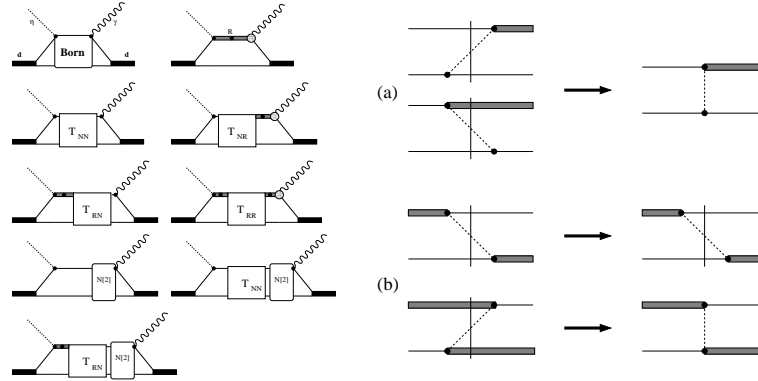 η γ R
d Born d
(a)
T NN T NR
T RN T RR
N[2] T NN N[2]
(b)
T RN N[2]